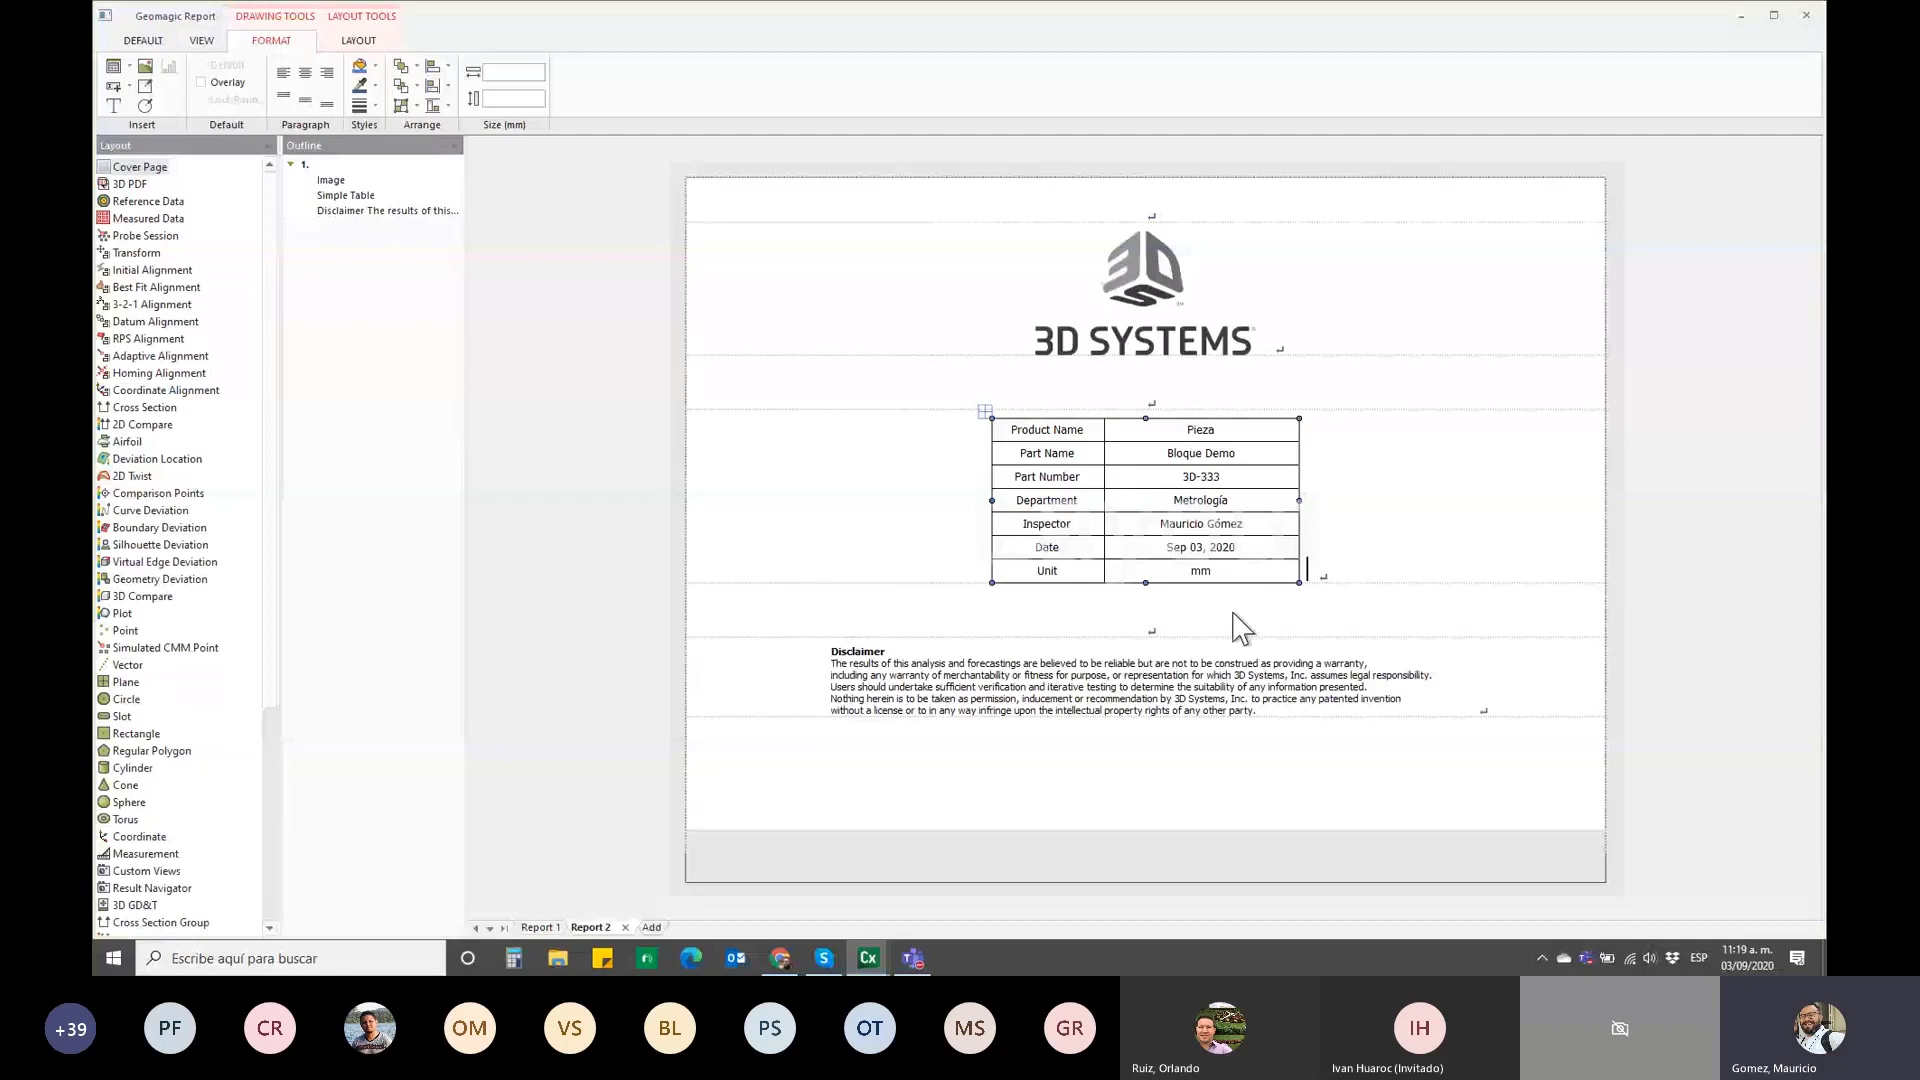 Geomagic Report
DRAWING TOOLS
LAYOUT TOOLS
DEFAULT
VIEW
FORMAT
LAYOUT
Default
Overlay
Insert
Default
Paragraph
Styles
Arrange
Size (mm)
Layout
Cover Page
3D PDF
Reference Data
Measured Data
Probe Session
Transform
Initial Alignment
Best Fit Alignment
3-2-1 Alignment
Datum Alignment
RPS Alignment
Adaptive Alignment
Homing Alignment
Coordinate Alignment
Cross Section
2D Compare
Airfoil
Deviation Location
2D Twist
Comparison Points
Curve Deviation
Boundary Deviation
Silhouette Deviation
Virtual Edge Deviation
Geometry Deviation
3D Compare
Plot
Point
Simulated CMM Point
Vector
Plane
Circle
Slot
Rectangle
Regular Polygon
Cylinder
Cone
Sphere
Torus
Coordinate
Measurement
Custom Views
Result Navigator
3D GD&T
Cross Section Group
Outline
1.
Image
Simple Table
Disclaimer The results of this...
3DS
3D SYSTEMS
Product Name Pieza
Part Name Bloque Demo
Part Number 3D-333
Department Metrología
Inspector Mauricio Gómez
Date Sep 03, 2020
Unit mm
Disclaimer
The results of this analysis and forecastings are believed to be reliable but are not to be construed as providing a warranty,
including any warranty of merchantability or fitness for purpose, or representation for which 3D Systems, Inc. assumes legal responsibility.
Users should undertake sufficient verification and iterative testing to determine the suitability of any information presented.
Nothing herein is to be taken as permission, inducement or recommendation by 3D Systems, Inc. to practice any patented invention
without a license or to in any way infringe upon the intellectual property rights of any other party.
Report 1
Report 2
Add
Escribe aquí para buscar
Cx
ESP
11:19 a. m.
03/09/2020
+39
PF
CR
OM
VS
BL
PS
OT
MS
GR
IH
Ruiz, Orlando
Ivan Huaroc (Invitado)
Gomez, Mauricio